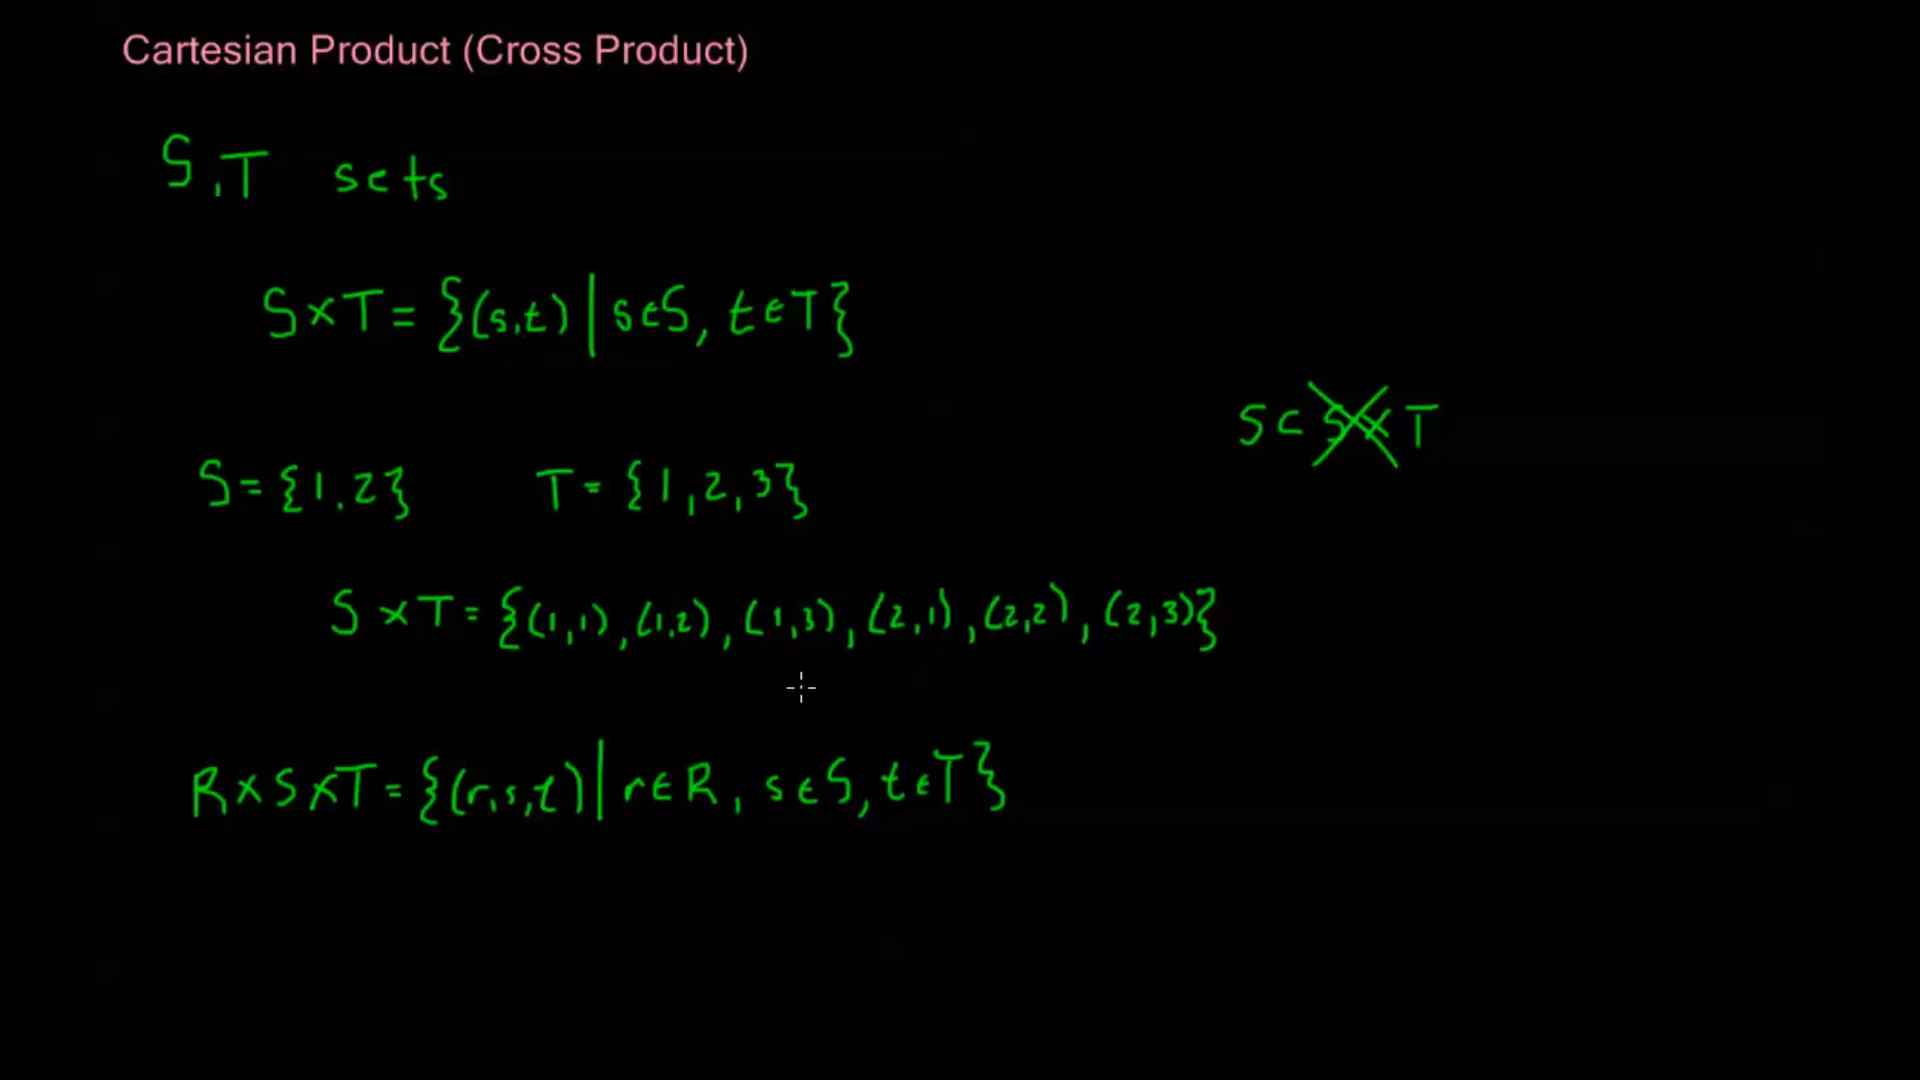 Cartesian Product (Cross Product)
S,T sets
S×T={(s,t)|s∈S, t∈T}
S⊂S×T
S={1,2} T={1,2,3}
S×T={(1,1),(1,2),(1,3),(2,1),(2,2),(2,3)}
R×S×T={(r,s,t)|r∈R, s∈S, t∈T}